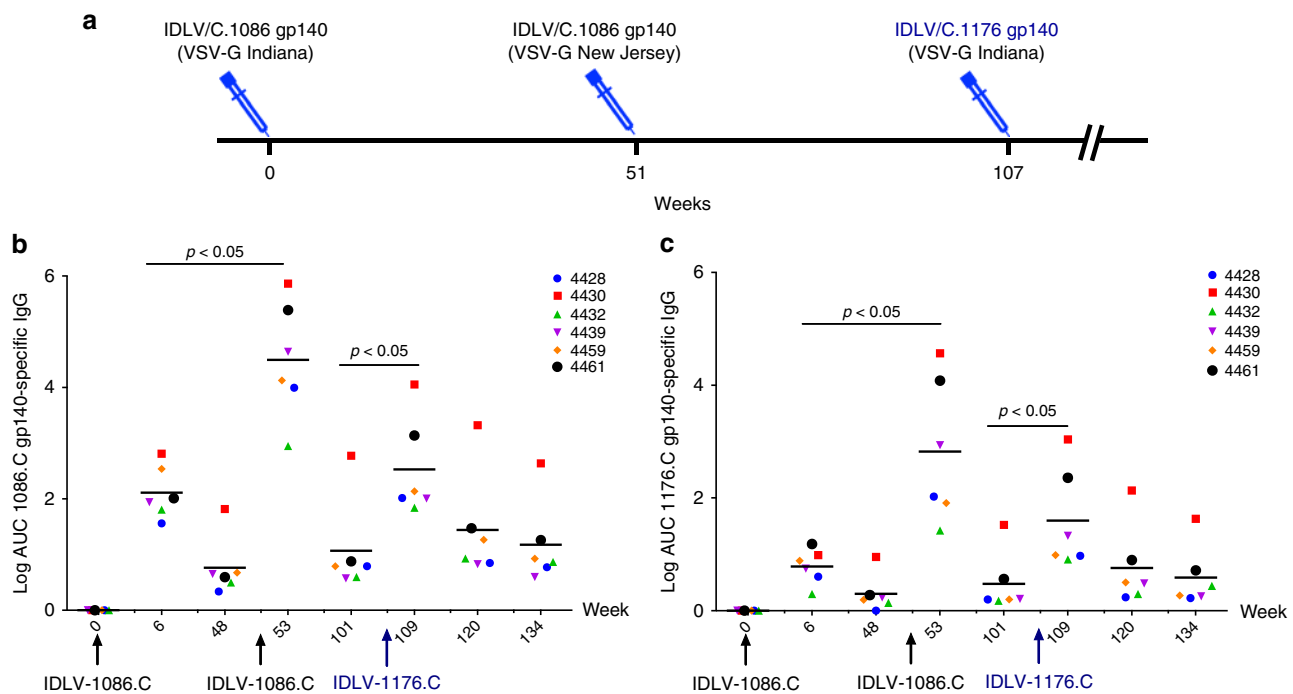 a
IDLV/C.1086 gp140
(VSV-G Indiana)
IDLV/C.1086 gp140
(VSV-G New Jersey)
IDLV/C.1176 gp140
(VSV-G Indiana)
0
51
107
Weeks
b
Log AUC 1086.C gp140-specific IgG
6
4
2
0
p < 0.05
p < 0.05
4428
4430
4432
4439
4459
4461
0
6
48
53
101
109
120
134
Week
IDLV-1086.C
IDLV-1086.C
IDLV-1176.C
c
Log AUC 1176.C gp140-specific IgG
6
4
2
0
p < 0.05
p < 0.05
4428
4430
4432
4439
4459
4461
0
6
48
53
101
109
120
134
Week
IDLV-1086.C
IDLV-1086.C
IDLV-1176.C